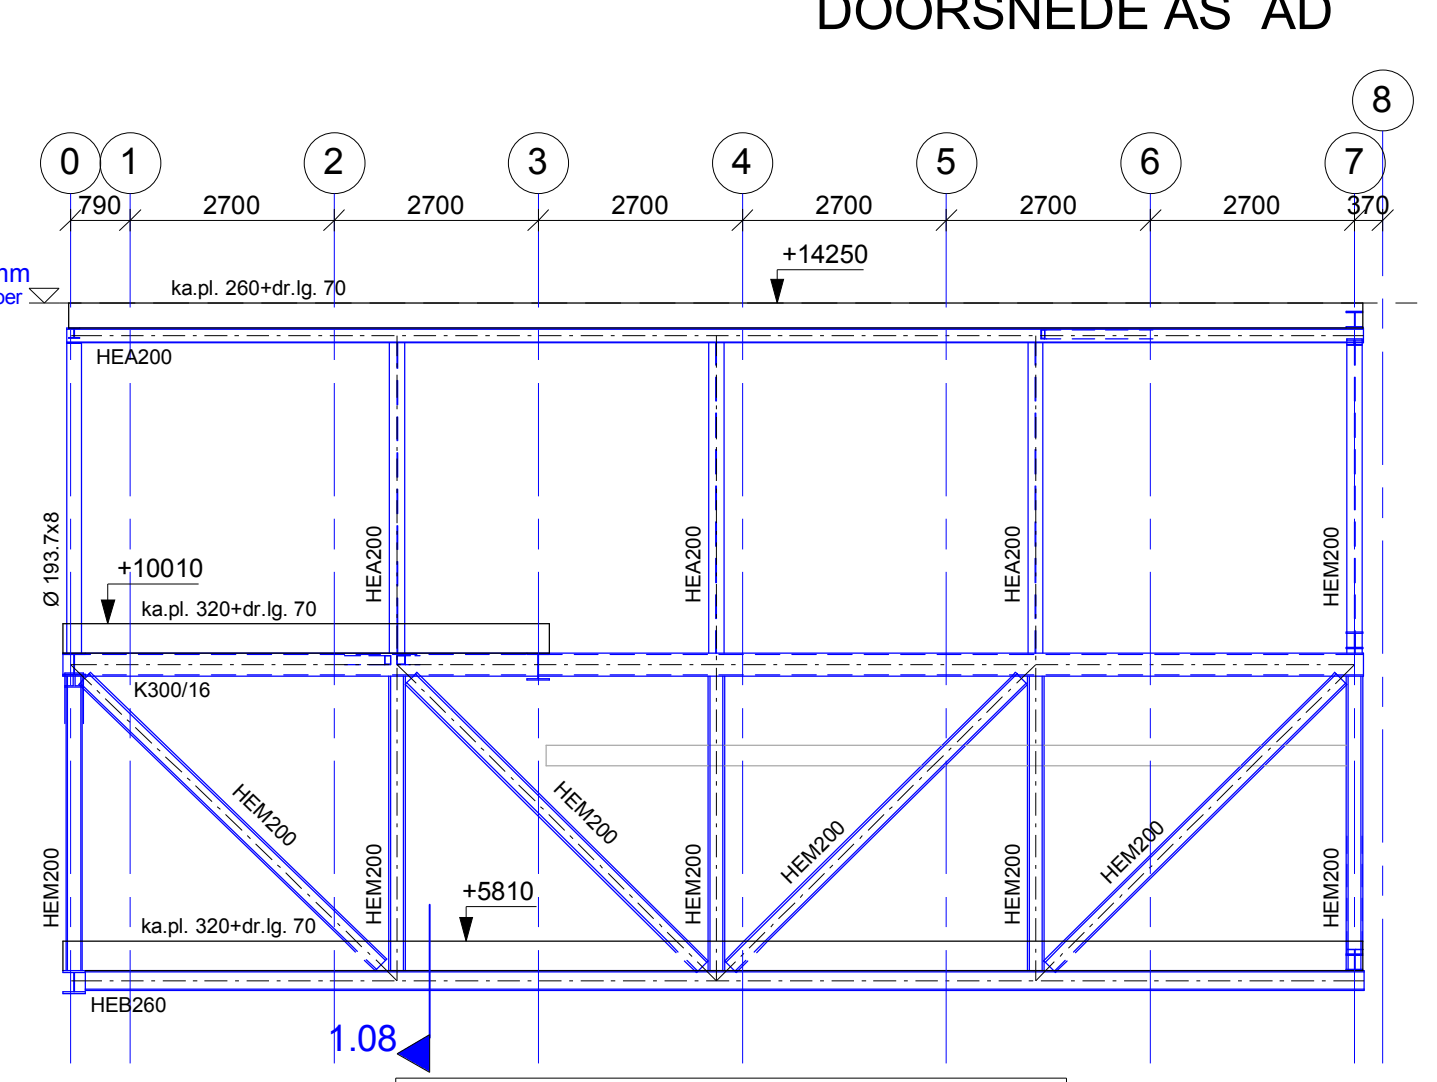 DOORSNEDE AS AD
8
0 1 2 3 4 5 6 7
790 2700 2700 2700 2700 2700 2700 370
+14250
mm
ka.pl. 260+dr.lg. 70
HEA200
Ø 193.7x8
HEA200
HEA200
HEA200
HEM200
+10010
ka.pl. 320+dr.lg. 70
K300/16
HEM200
HEM200
HEM200
HEM200
HEM200
HEM200
HEM200
HEM200
HEM200
+5810
ka.pl. 320+dr.lg. 70
HEB260
1.08